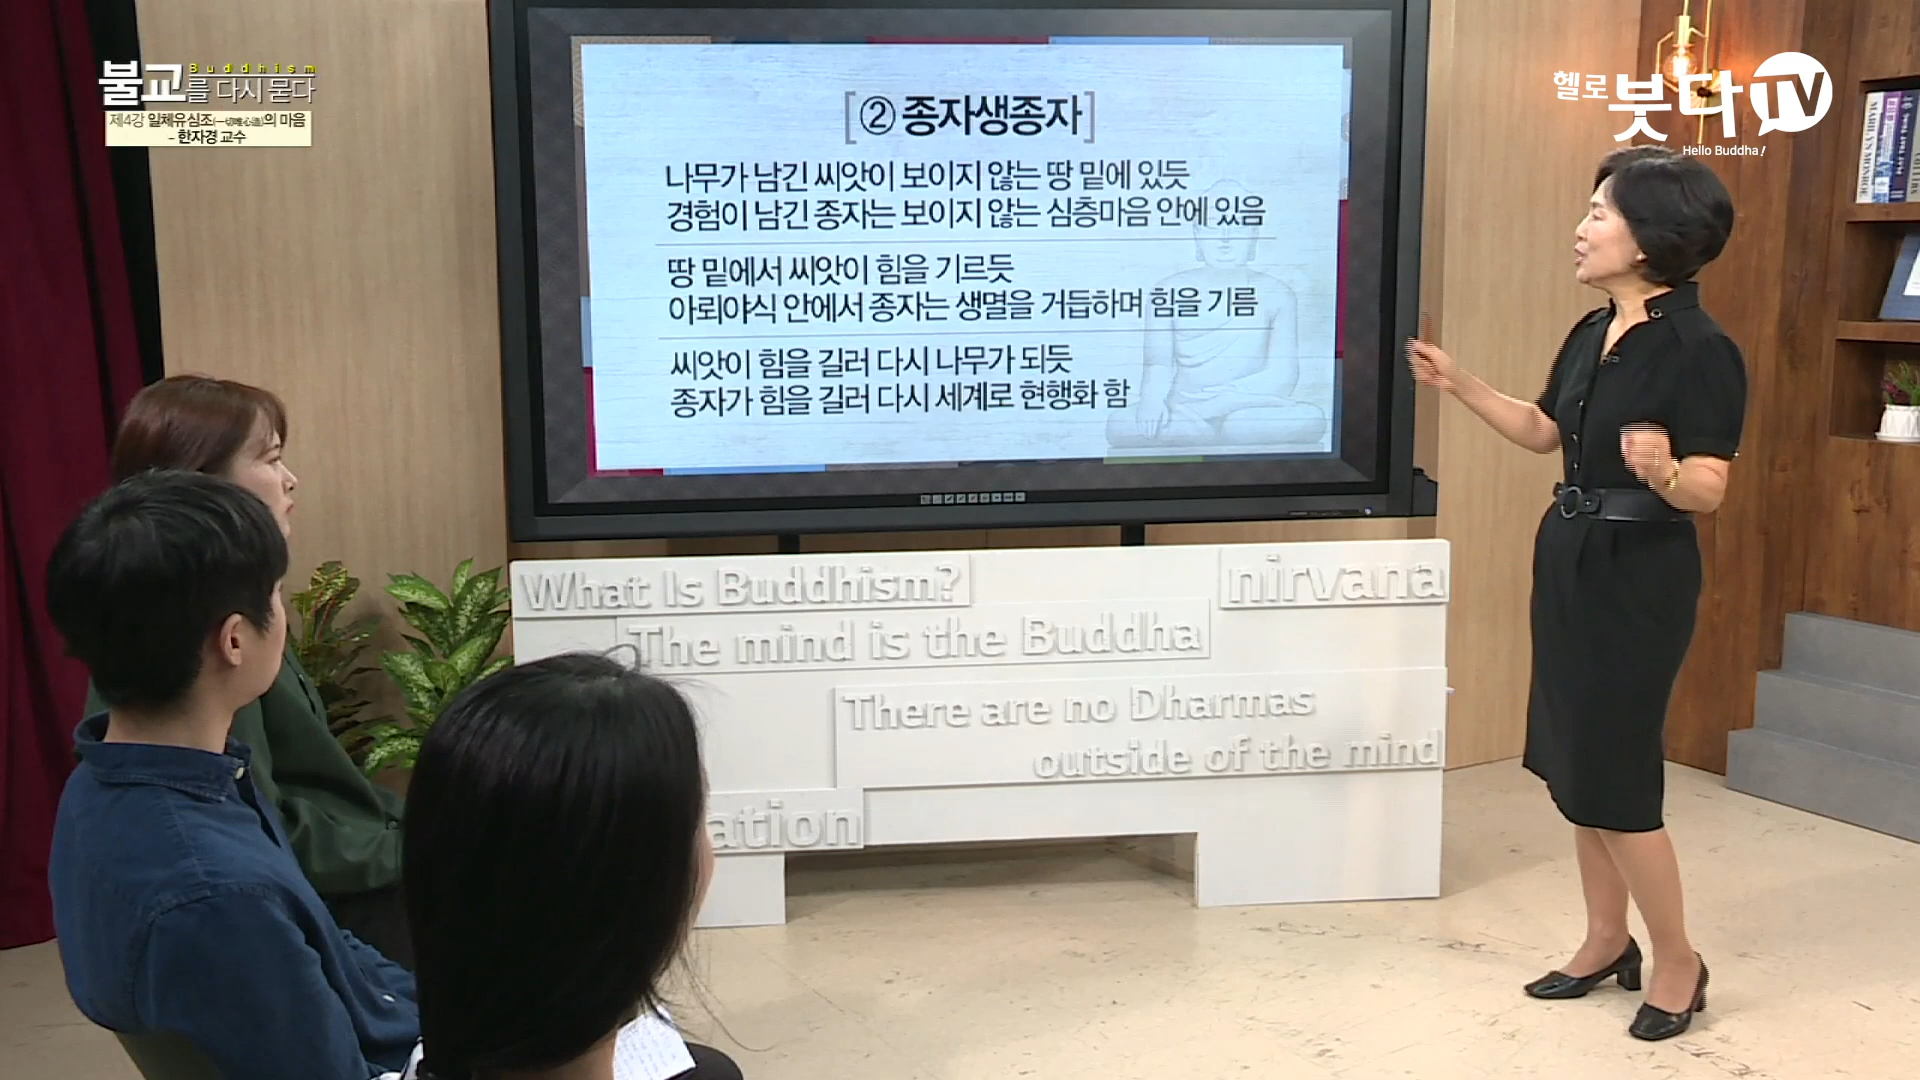 Buddhism
불교를 다시 묻다
제4강 일체유심조(一切唯心造)의 마음
- 한자경 교수
헬로 붓다 TV
Hello Buddha!
[② 종자생종자]
나무가 남긴 씨앗이 보이지 않는 땅 밑에 있듯
경험이 남긴 종자는 보이지 않는 심층마음 안에 있음
땅 밑에서 씨앗이 힘을 기르듯
아뢰야식 안에서 종자는 생멸을 거듭하며 힘을 기름
씨앗이 힘을 길러 다시 나무가 되듯
종자가 힘을 길러 다시 세계로 현행화 함
MARILYN MONROE
What Is Buddhism?
nirvana
The mind is the Buddha
There are no Dharmas
outside of the mind
ation